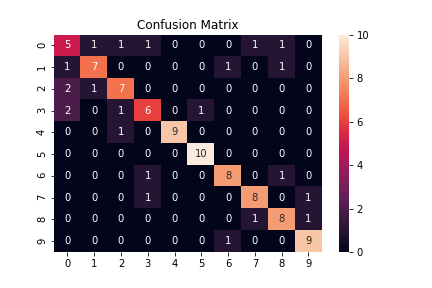 Confusion Matrix
0 5 1 1 1 0 0 0 1 1 0
1 1 7 0 0 0 0 1 0 1 0
2 2 1 7 0 0 0 0 0 0 0
3 2 0 1 6 0 1 0 0 0 0
4 0 0 1 0 9 0 0 0 0 0
5 0 0 0 0 0 10 0 0 0 0
6 0 0 0 1 0 0 8 0 1 0
7 0 0 0 1 0 0 0 8 0 1
8 0 0 0 0 0 0 0 1 8 1
9 0 0 0 0 0 0 1 0 0 9
0 1 2 3 4 5 6 7 8 9
10
8
6
4
2
0